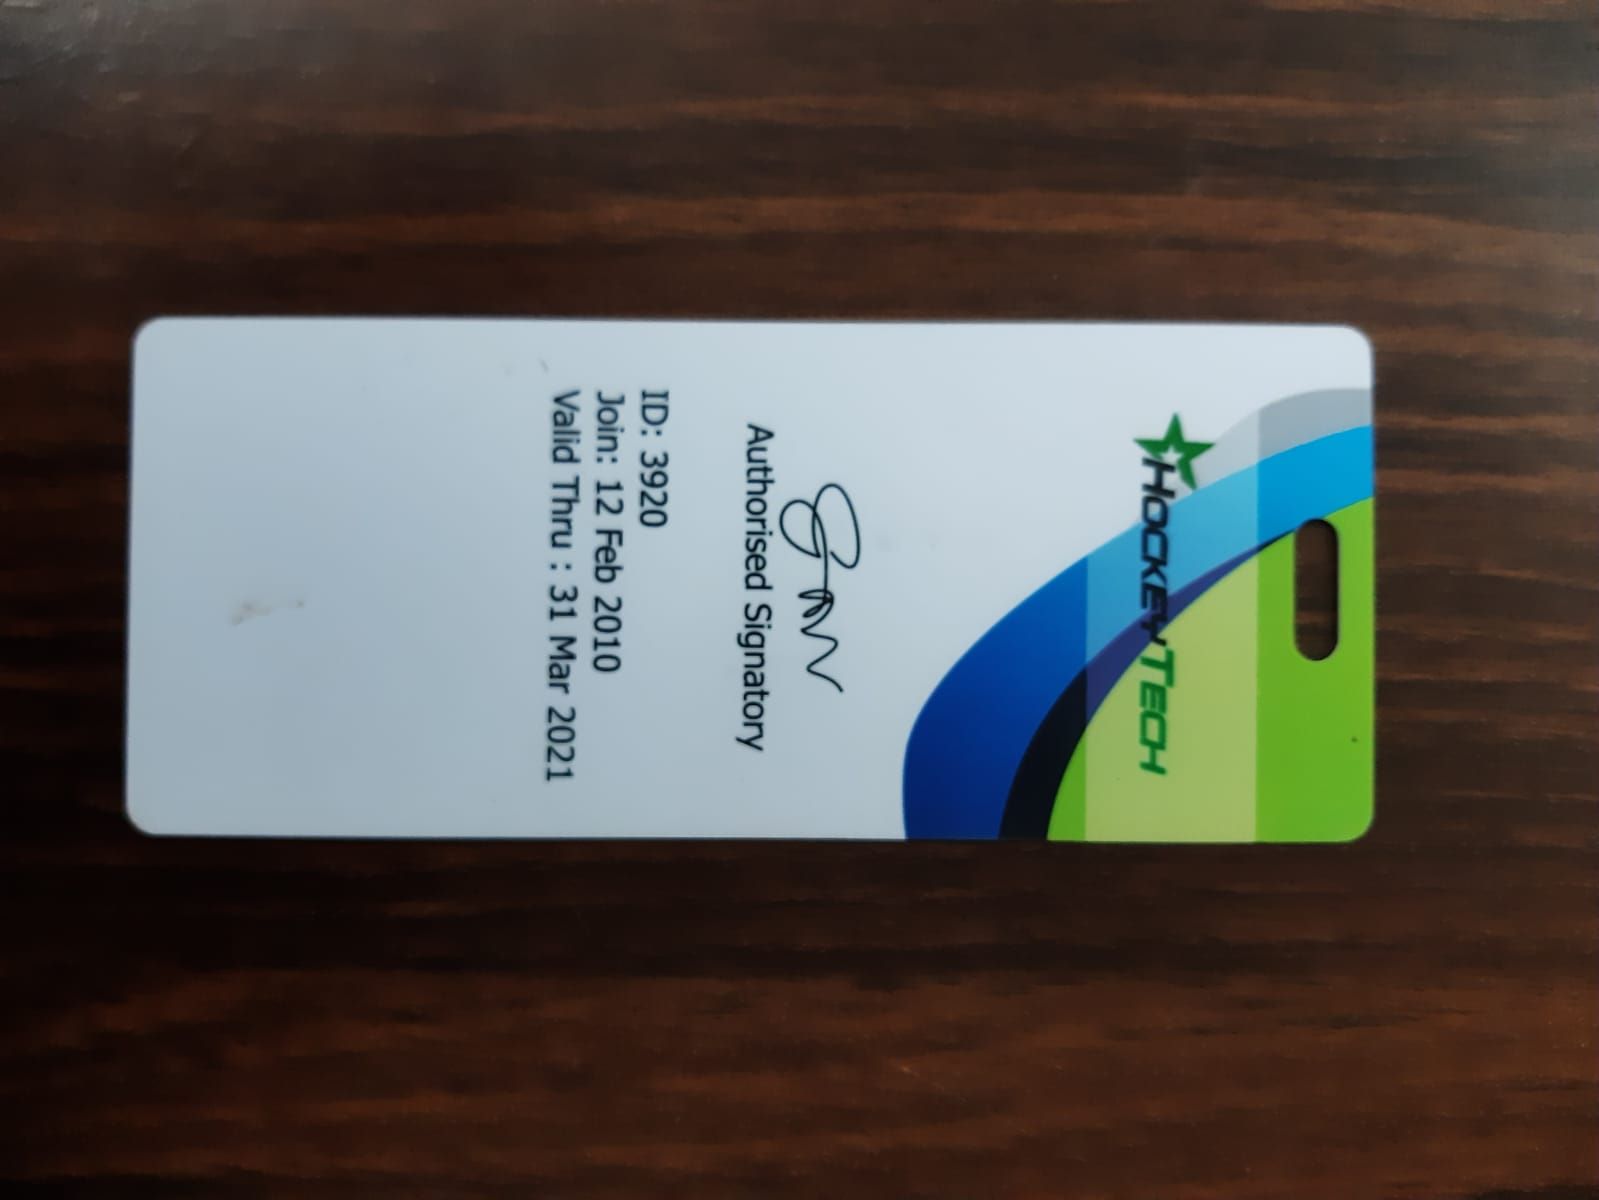 HOCKEYTECH
Authorised Signatory
ID: 3920
Join: 12 Feb 2010
Valid Thru : 31 Mar 2021